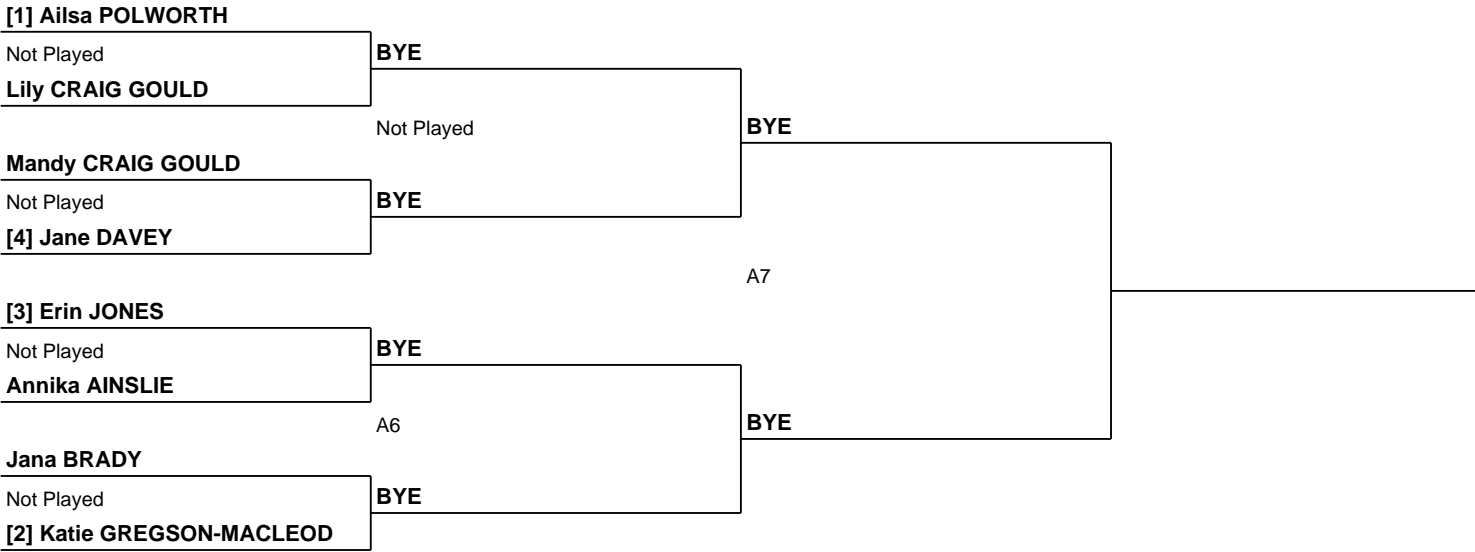 [1] Ailsa POLWORTH
Not Played
BYE
Lily CRAIG GOULD
Not Played
BYE
Mandy CRAIG GOULD
Not Played
BYE
[4] Jane DAVEY
A7
[3] Erin JONES
Not Played
BYE
Annika AINSLIE
A6
BYE
Jana BRADY
Not Played
BYE
[2] Katie GREGSON-MACLEOD